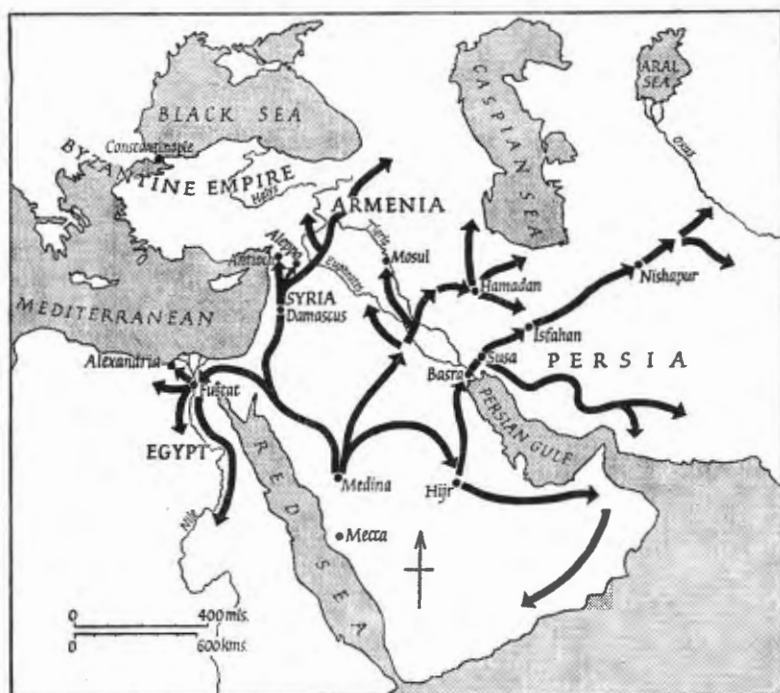 BLACK SEA
CASPIAN SEA
ARAL SEA
Oxus
Constantinople
BYZANTINE EMPIRE
Halys
ARMENIA
Tigris
Aleppo
Antioch
Mosul
Euphrates
Hamadan
Nishapur
SYRIA
Damascus
MEDITERRANEAN
Isfahan
Susa
PERSIA
Alexandria
Basra
Fustat
PERSIAN GULF
EGYPT
RED SEA
Medina
Hijr
Nile
Mecca
0 400 mls.
0 600 kms.